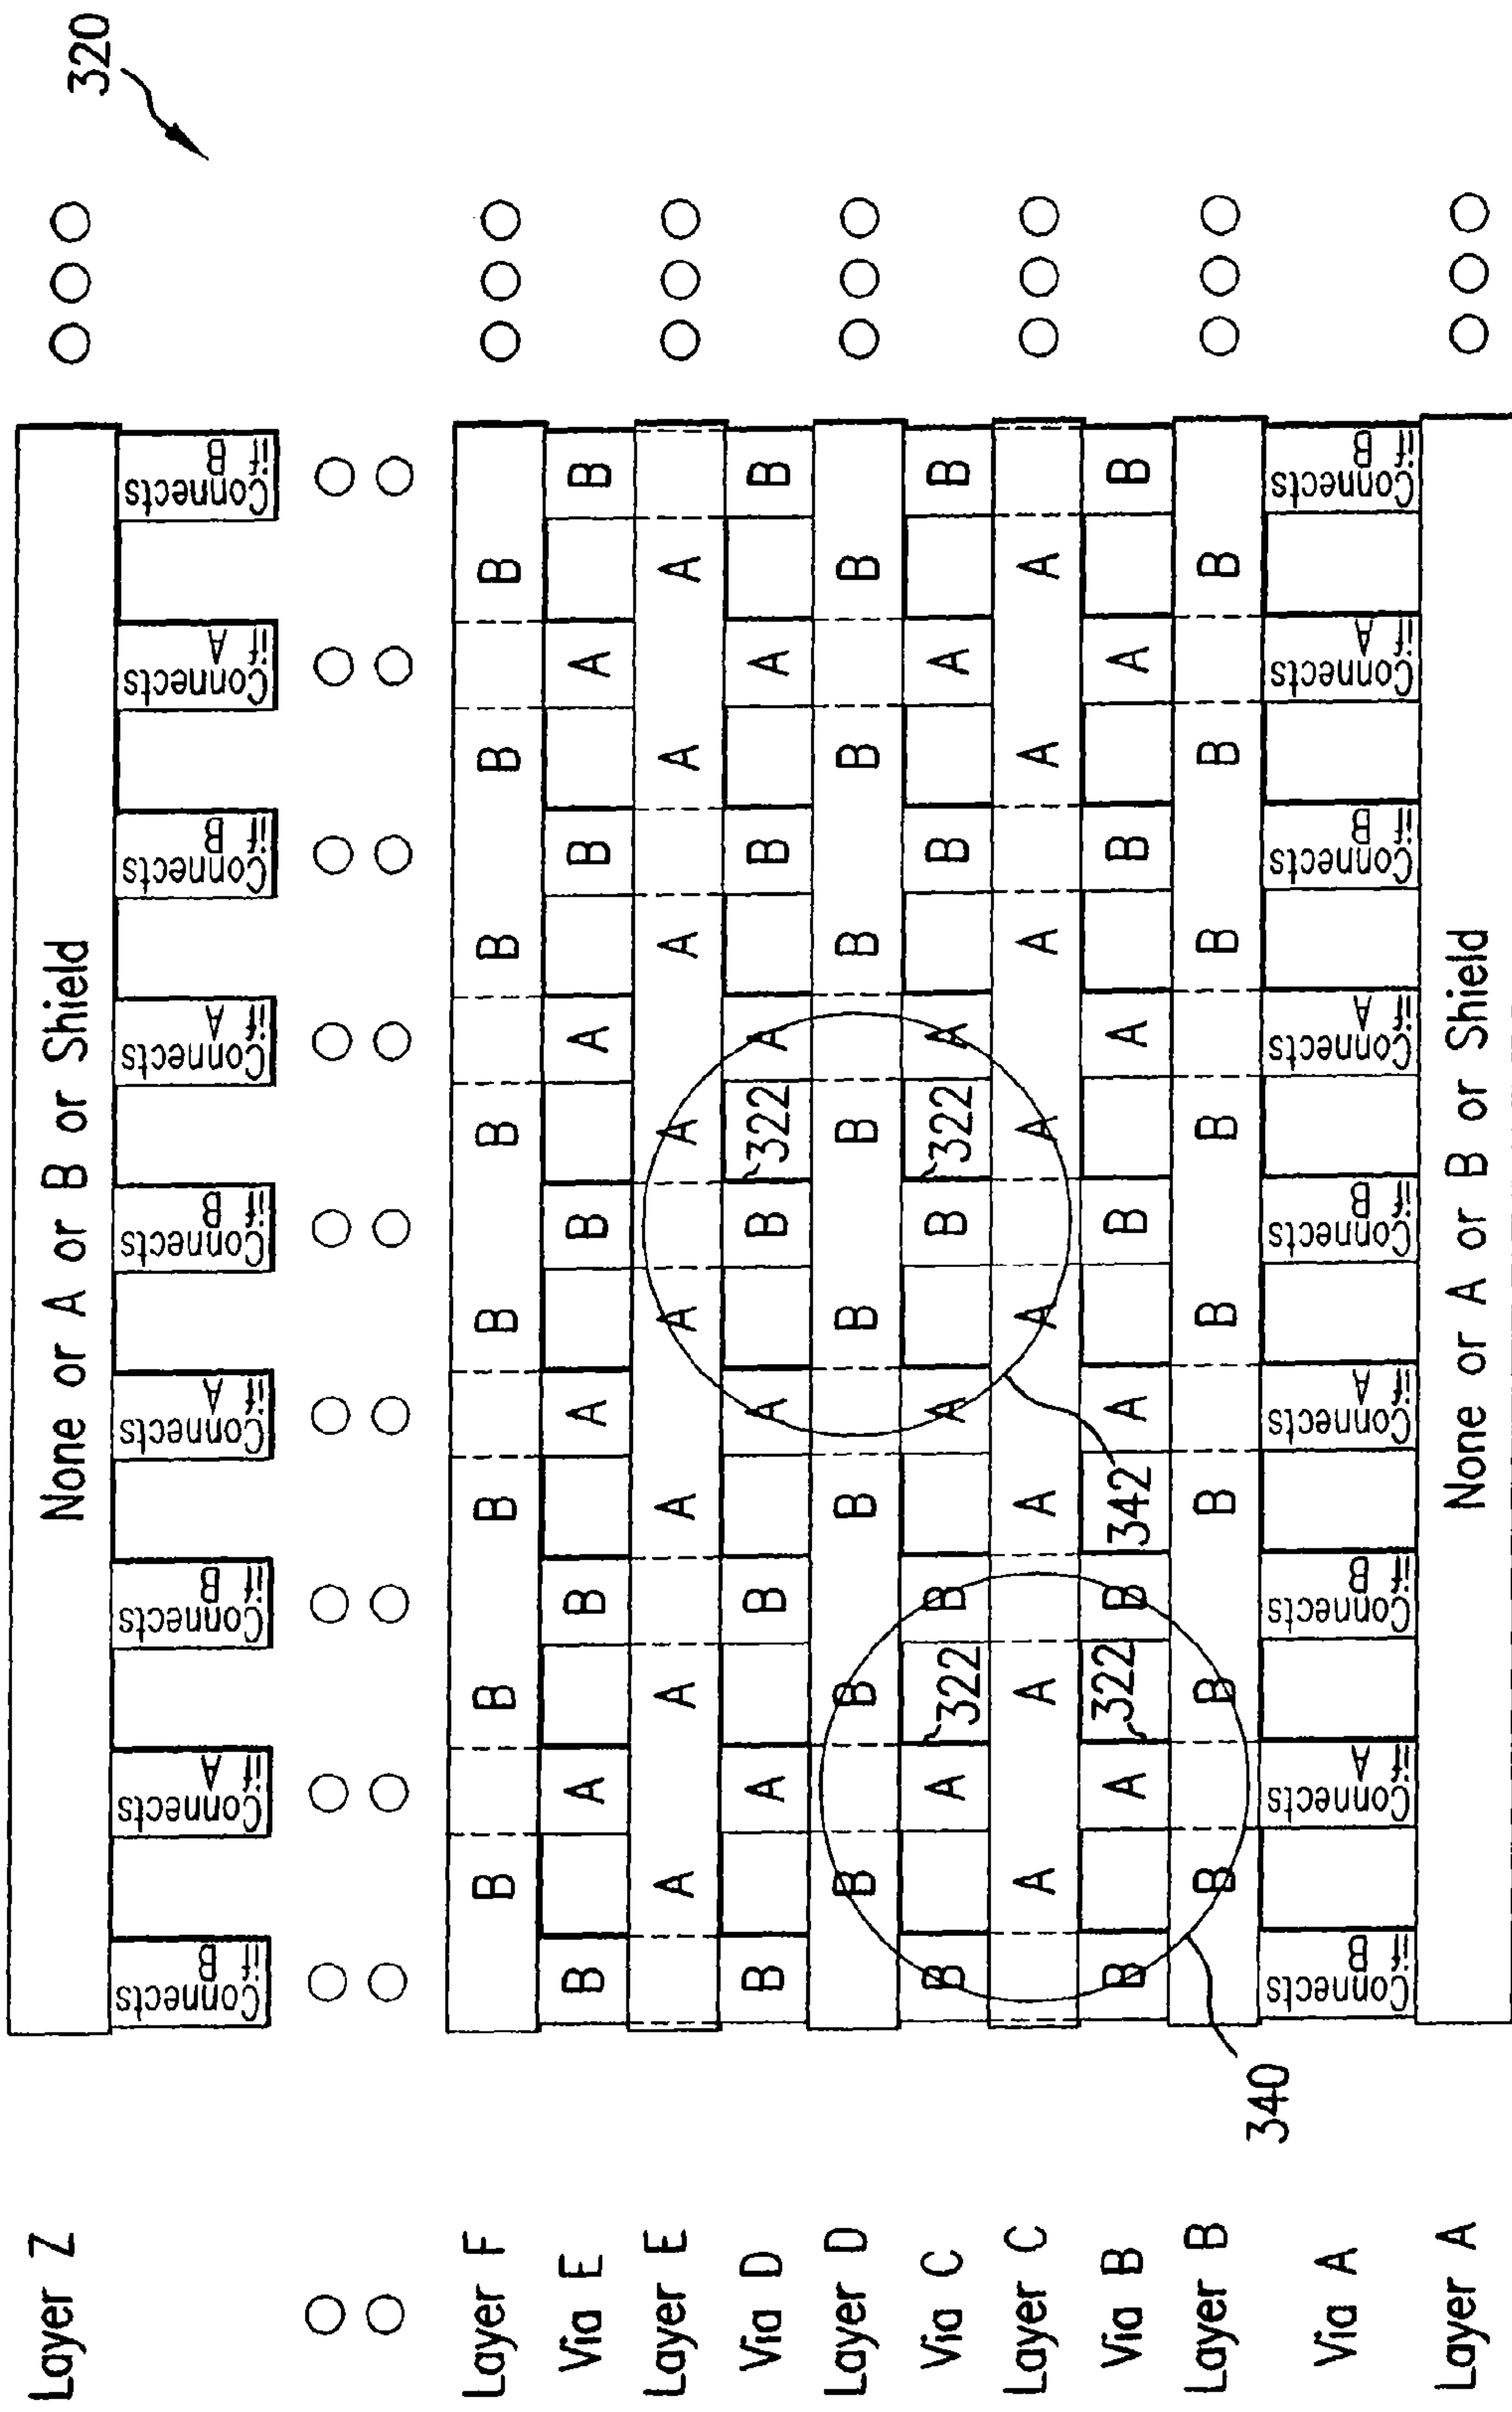 320
Layer Z None or A or B or Shield
Connects if B Connects if A Connects if B Connects if A Connects if B Connects if A Connects if B Connects if A Connects if B
Layer F B B B B B B B B
Via E B A B A B A B A B
Layer E A A A A A A A A
Via D B A B A B 322 A B A B
Layer D B B B B B B B B
Via C B A 322 B A B 322 A B A B
Layer C A A A A A A A A
Via B B A 322 B 342 A B A B A B
Layer B B B B B B B B B
340
Via A Connects if B Connects if A Connects if B Connects if A Connects if B Connects if A Connects if B Connects if A Connects if B
Layer A None or A or B or Shield